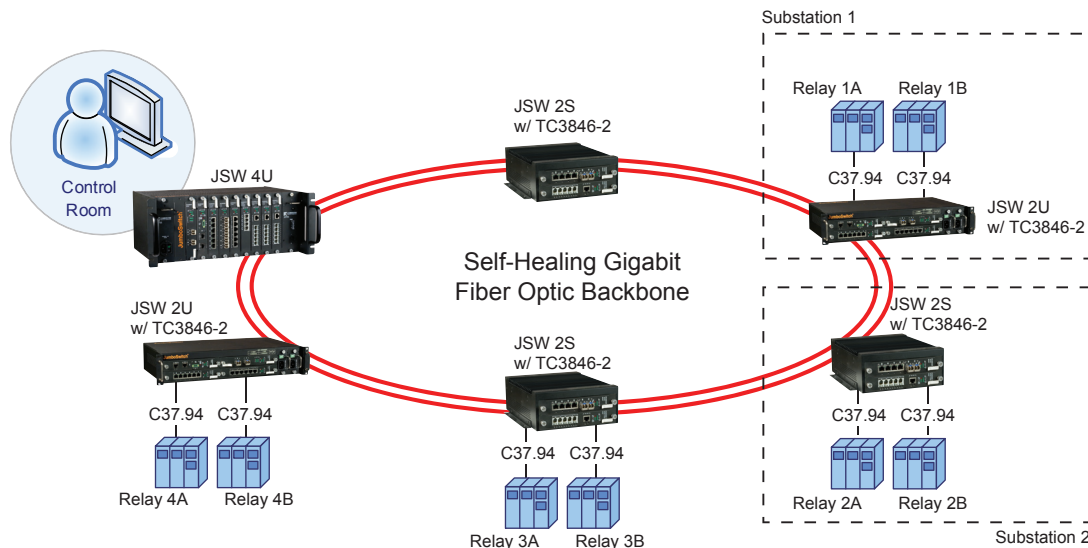 Substation 1
Relay 1A
Relay 1B
C37.94
C37.94
JSW 2U
w/ TC3846-2
JSW 2S
w/ TC3846-2
Control
Room
JSW 4U
JumboSwitch
Self-Healing Gigabit
Fiber Optic Backbone
JSW 2U
w/ TC3846-2
C37.94
C37.94
Relay 4A
Relay 4B
JSW 2S
w/ TC3846-2
C37.94
C37.94
Relay 3A
Relay 3B
JSW 2S
w/ TC3846-2
C37.94
C37.94
Relay 2A
Relay 2B
Substation 2